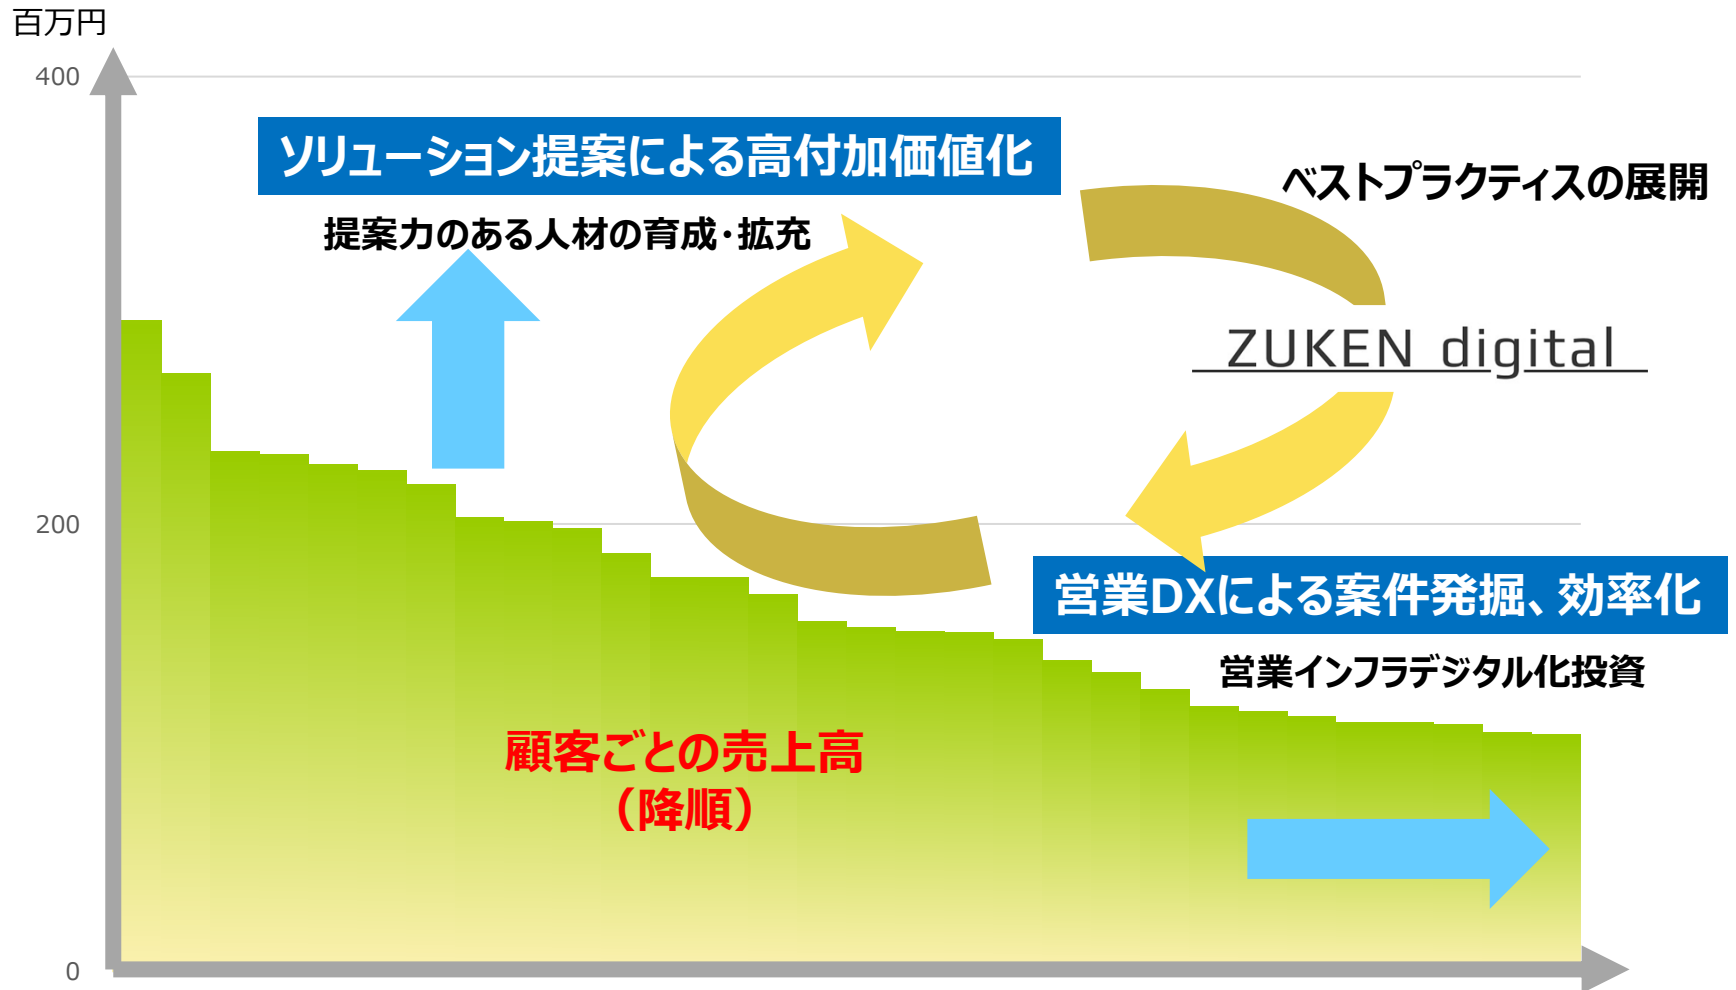 百万円
400
ソリューション提案による高付加価値化
ベストプラクティスの展開
提案力のある人材の育成・拡充
ZUKEN digital
200
営業DXによる案件発掘、効率化
営業インフラデジタル化投資
顧客ごとの売上高
（降順）
0